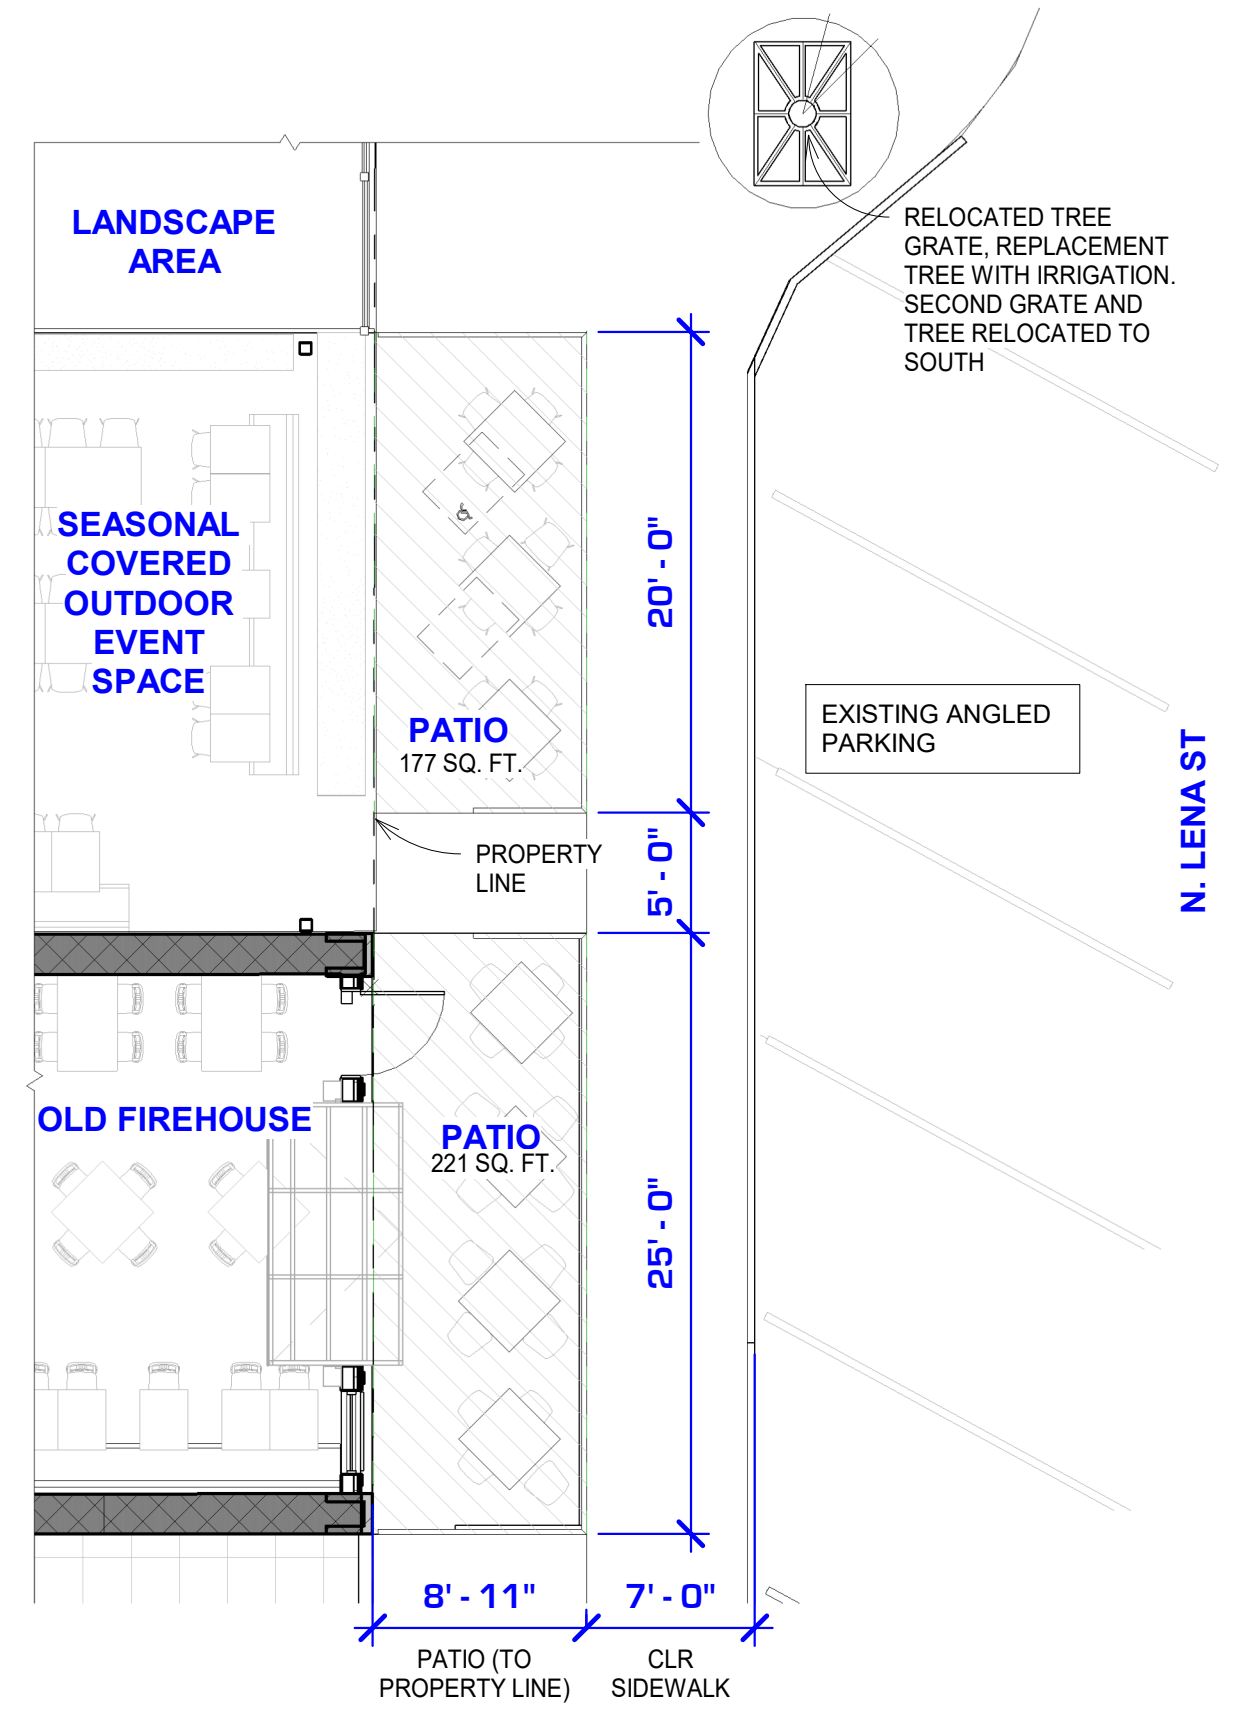 RELOCATED TREE
GRATE, REPLACEMENT
TREE WITH IRRIGATION.
SECOND GRATE AND
TREE RELOCATED TO
SOUTH
LANDSCAPE
AREA
SEASONAL
COVERED
OUTDOOR
EVENT
SPACE
20' - 0"
PATIO
177 SQ. FT.
EXISTING ANGLED
PARKING
N. LENA ST
PROPERTY
LINE
5' - 0"
OLD FIREHOUSE
PATIO
221 SQ. FT.
25' - 0"
8' - 11"
7' - 0"
PATIO (TO
PROPERTY LINE)
CLR
SIDEWALK